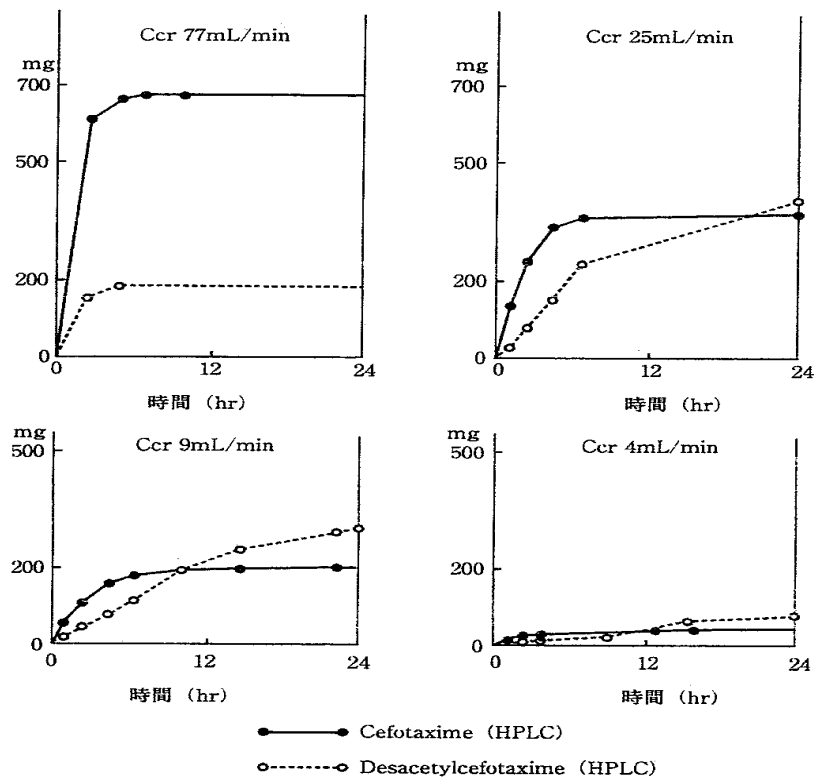 Ccr 77mL/min
mg
700
500
200
0
0
12
24
時間 (hr)
Ccr 25mL/min
mg
700
500
200
0
0
12
24
時間 (hr)
Ccr 9mL/min
mg
500
200
0
0
12
24
時間 (hr)
Ccr 4mL/min
mg
500
200
0
0
12
24
時間 (hr)
Cefotaxime (HPLC)
Desacetylcefotaxime (HPLC)